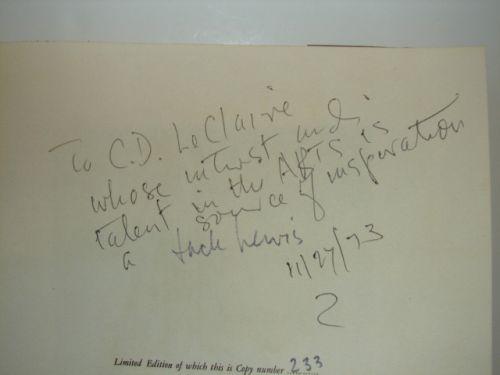 To C.D. LeClaire
whose interest and
talent in the ARTS is
a source of inspiration
Jack Lewis
11/27/73
2
Limited Edition of which this is Copy number 233